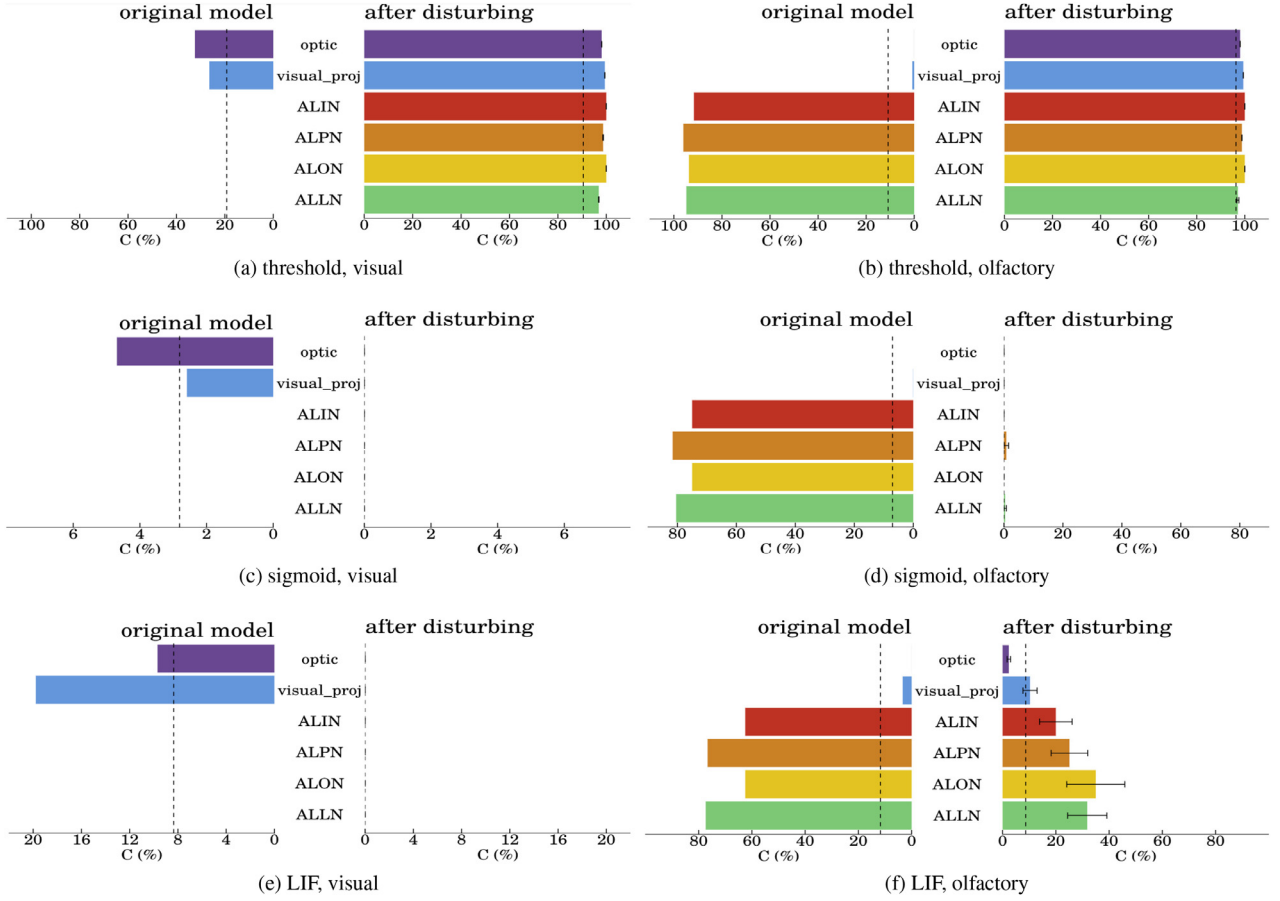 original model after disturbing
optic
visual_proj
ALIN
ALPN
ALON
ALLN
100 80 60 40 20 0 0 20 40 60 80 100
C (%) C (%)
(a) threshold, visual
original model after disturbing
optic
visual_proj
ALIN
ALPN
ALON
ALLN
100 80 60 40 20 0 0 20 40 60 80 100
C (%) C (%)
(b) threshold, olfactory
original model after disturbing
optic
visual_proj
ALIN
ALPN
ALON
ALLN
6 4 2 0 0 2 4 6
C (%) C (%)
(c) sigmoid, visual
original model after disturbing
optic
visual_proj
ALIN
ALPN
ALON
ALLN
80 60 40 20 0 0 20 40 60 80
C (%) C (%)
(d) sigmoid, olfactory
original model after disturbing
optic
visual_proj
ALIN
ALPN
ALON
ALLN
20 16 12 8 4 0 0 4 8 12 16 20
C (%) C (%)
(e) LIF, visual
original model after disturbing
optic
visual_proj
ALIN
ALPN
ALON
ALLN
80 60 40 20 0 0 20 40 60 80
C (%) C (%)
(f) LIF, olfactory